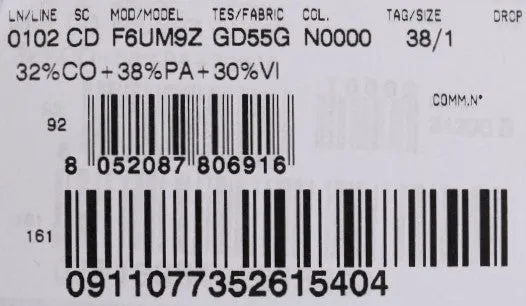 LN/LINE SC MOD/MODEL TES/FABRIC COL. TAG/SIZE DROP
0102 CD F6UM9Z GD55G N0000 38/1
32%CO+38%PA+30%VI
COMM.N°
92
8 052087 806916
161
0911077352615404